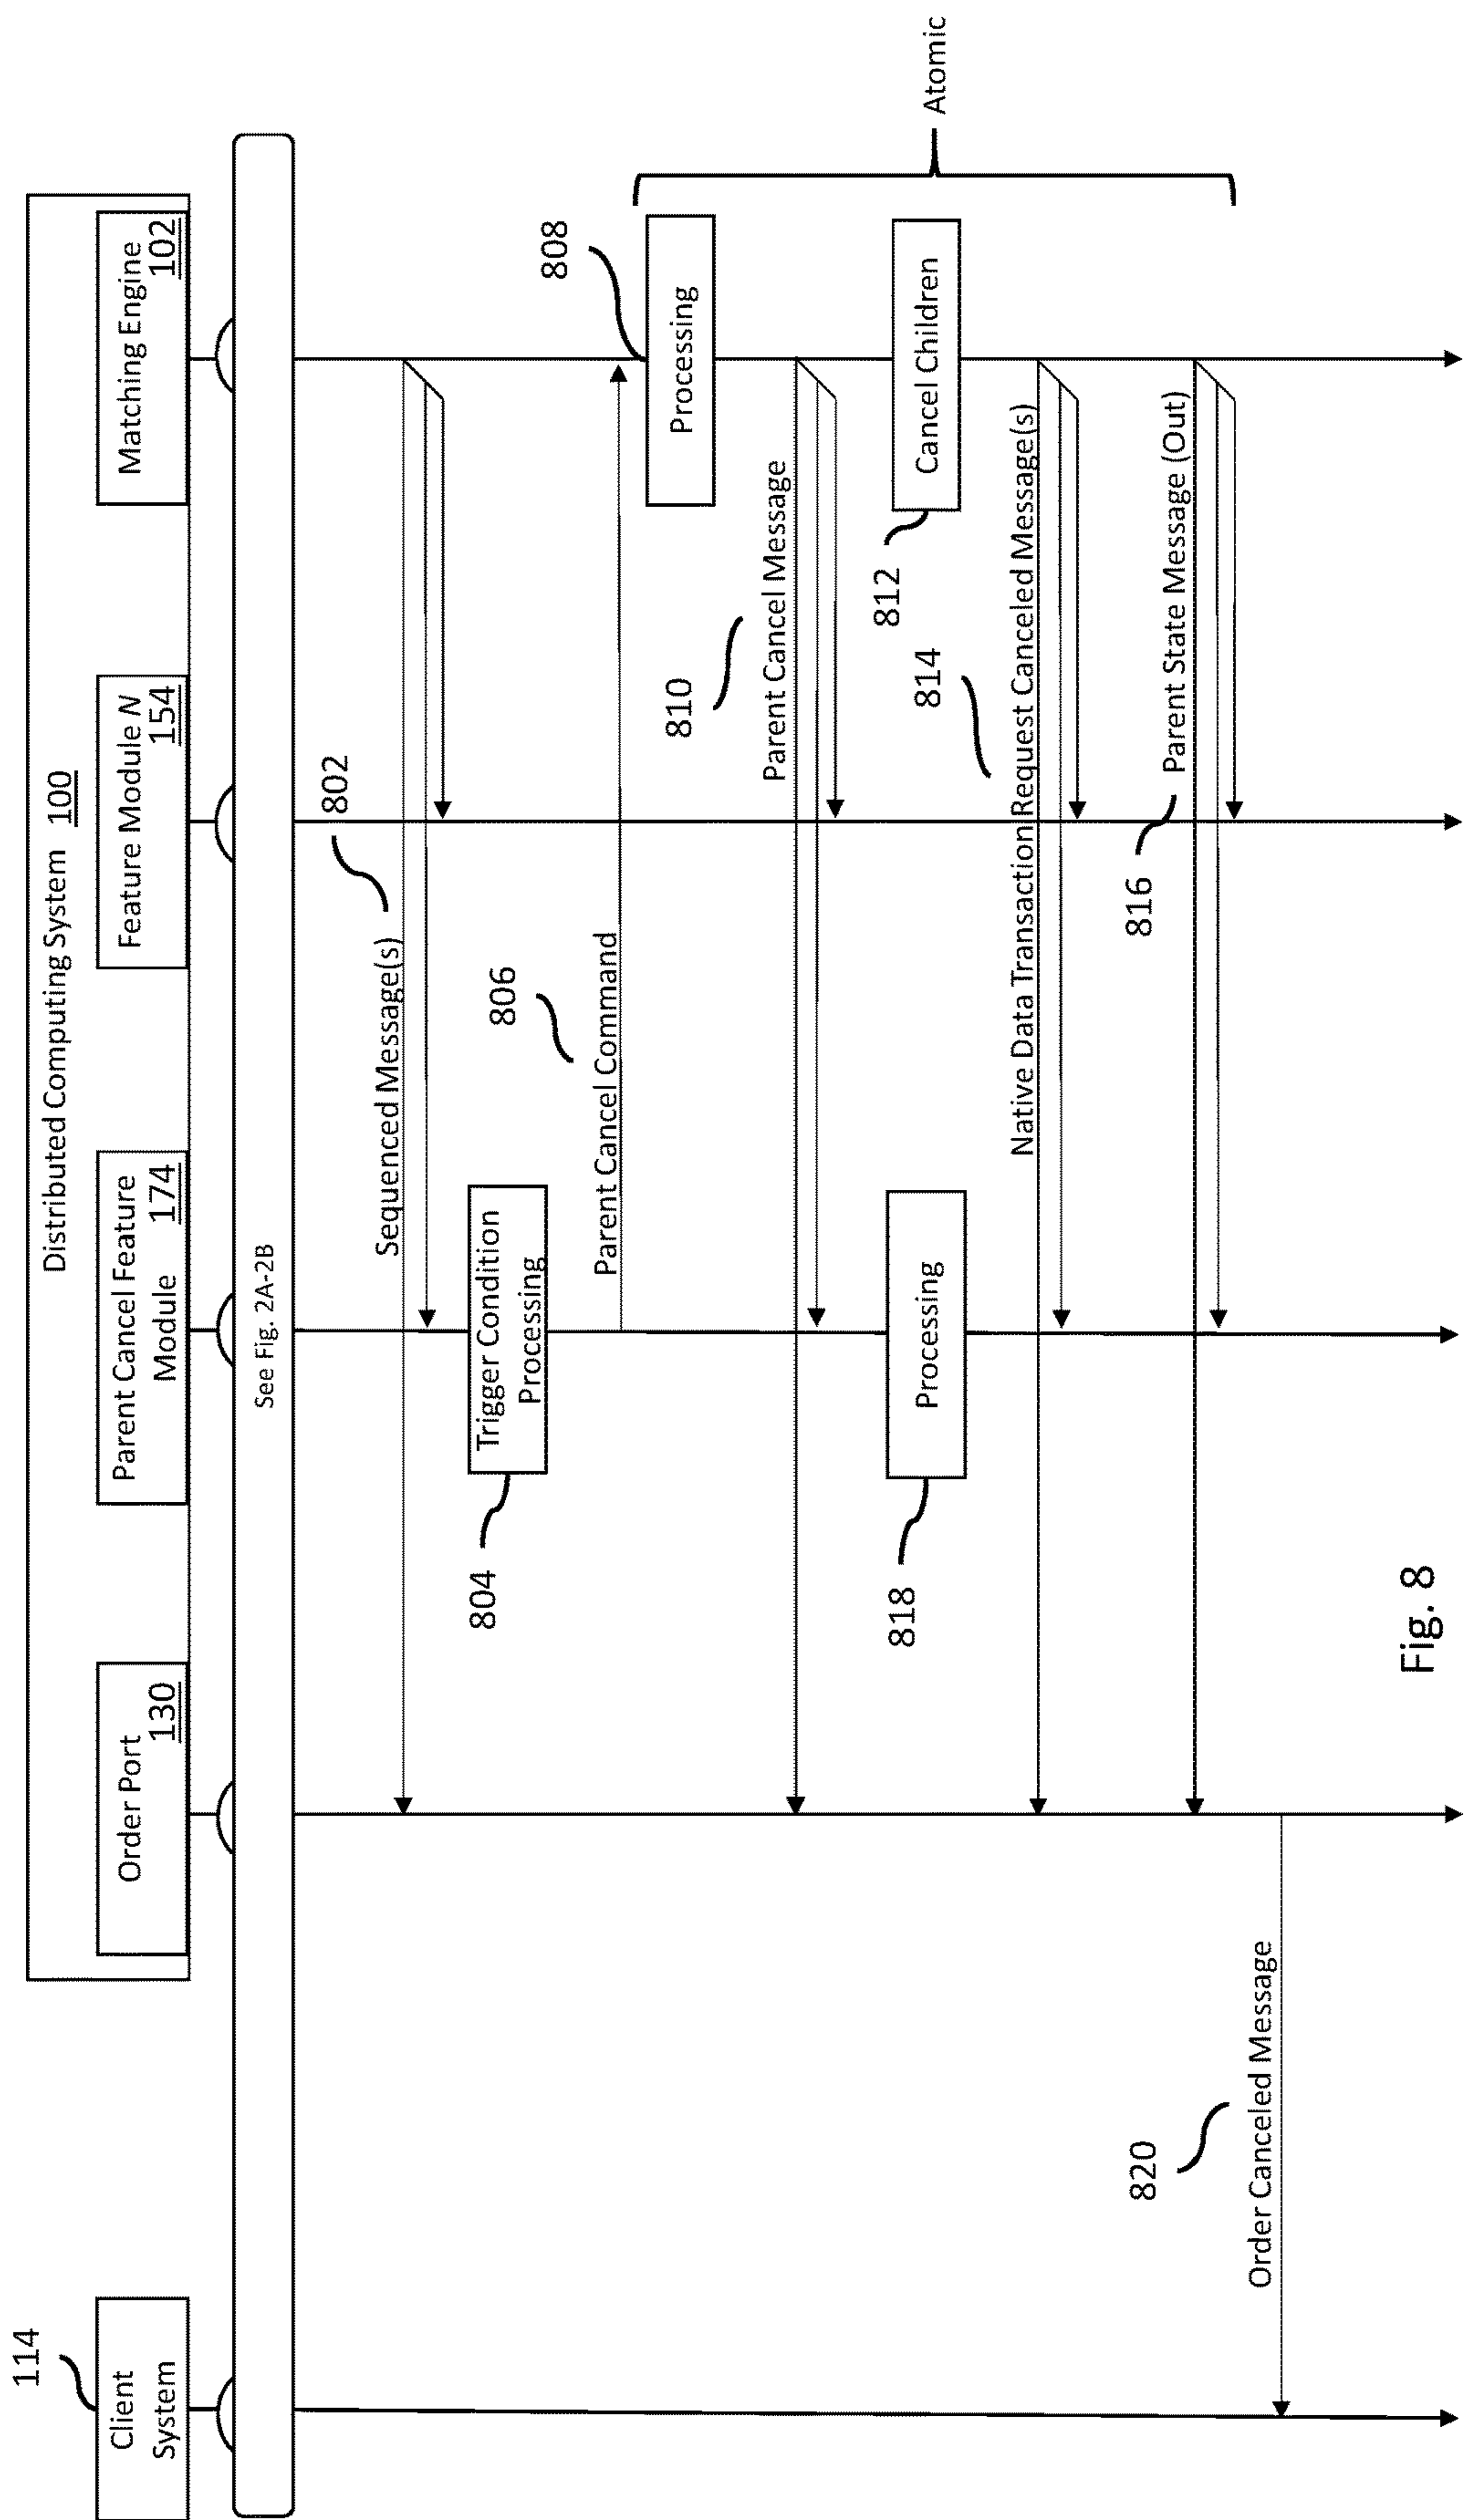 114
Client
System
Distributed Computing System 100
Order Port
130
Parent Cancel Feature
Module 174
Feature Module N
154
Matching Engine
102
See Fig. 2A-2B
802
Sequenced Message(s)
804
Trigger Condition
Processing
806
Parent Cancel Command
808
Processing
810
Parent Cancel Message
812
Cancel Children
818
Processing
814
Native Data Transaction Request Canceled Message(s)
816
Parent State Message (Out)
820
Order Canceled Message
Atomic
Fig. 8